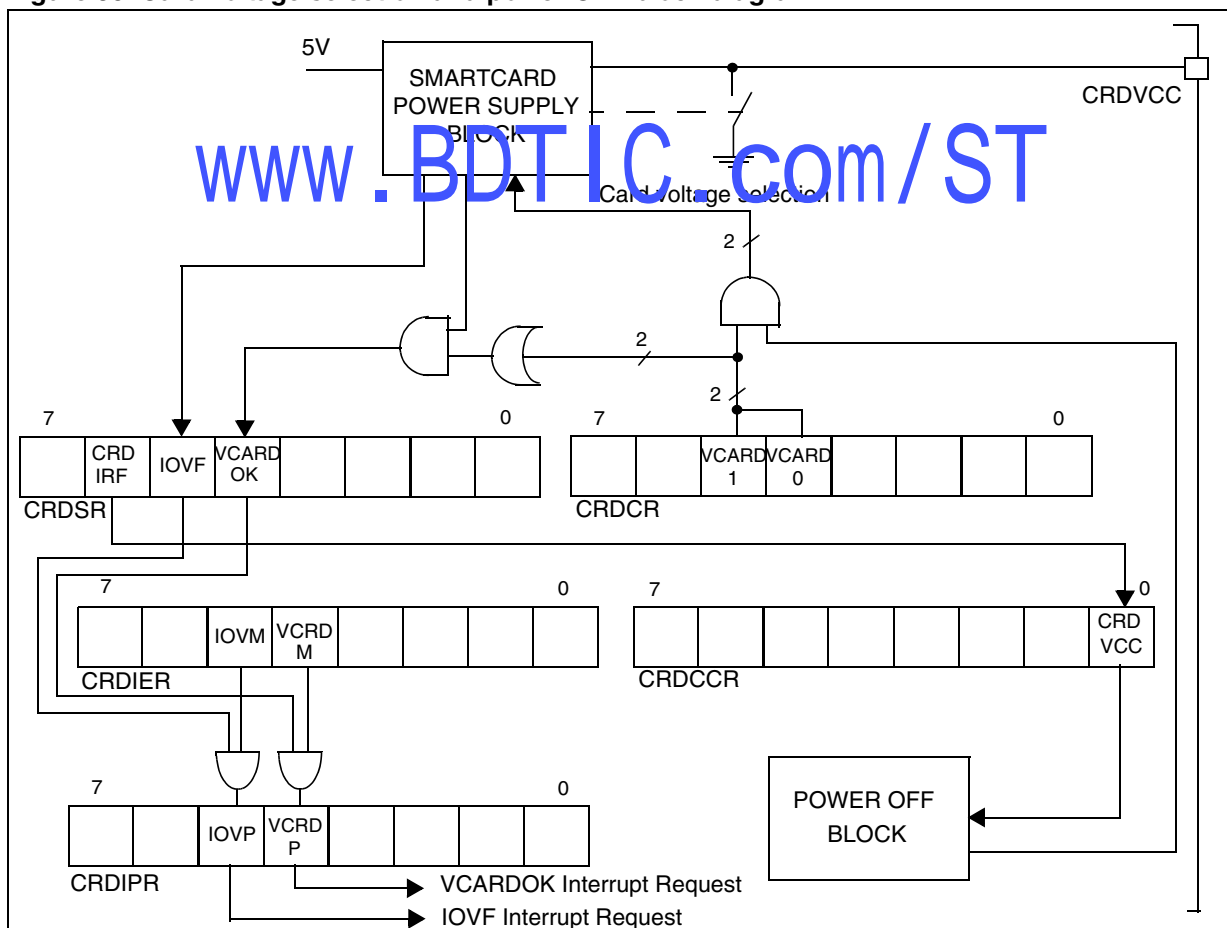 5V
SMARTCARD
POWER SUPPLY
BLOCK
CRDVCC
www.BDTIC.com/ST
Card voltage selection
2
2
2
7
0
7
0
CRD
IRF
IOVF
VCARD
OK
VCARD
1
VCARD
0
CRDSR
CRDCR
7
0
7
0
IOVM
VCRD
M
CRD
VCC
CRDIER
CRDCCR
7
0
IOVP
VCRD
P
POWER OFF
BLOCK
CRDIPR
VCARDOK Interrupt Request
IOVF Interrupt Request